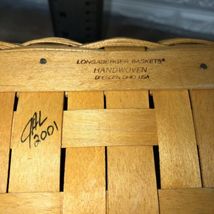 LONGABERGER BASKETS®
HANDWOVEN
DRESDEN, OHIO USA
2001